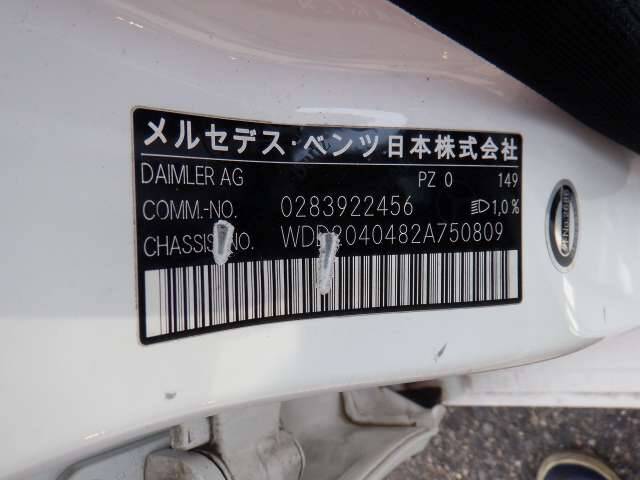 メルセデス・ベンツ日本株式会社
DAIMLER AG PZ 0 149
COMM.-NO. 0283922456 1,0%
CHASSIS NO. WDD2040482A750809